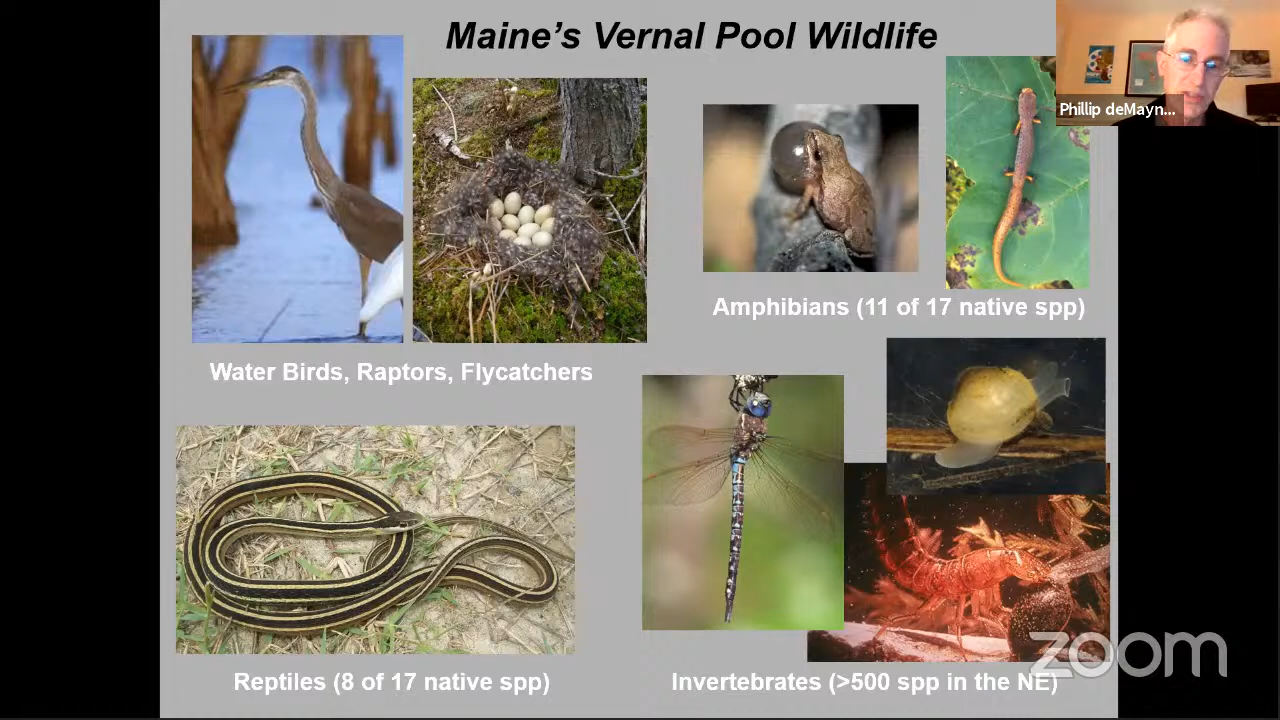 Maine's Vernal Pool Wildlife
Phillip deMayn...
Amphibians (11 of 17 native spp)
Water Birds, Raptors, Flycatchers
Reptiles (8 of 17 native spp)
Invertebrates (>500 spp in the NE)
zoom